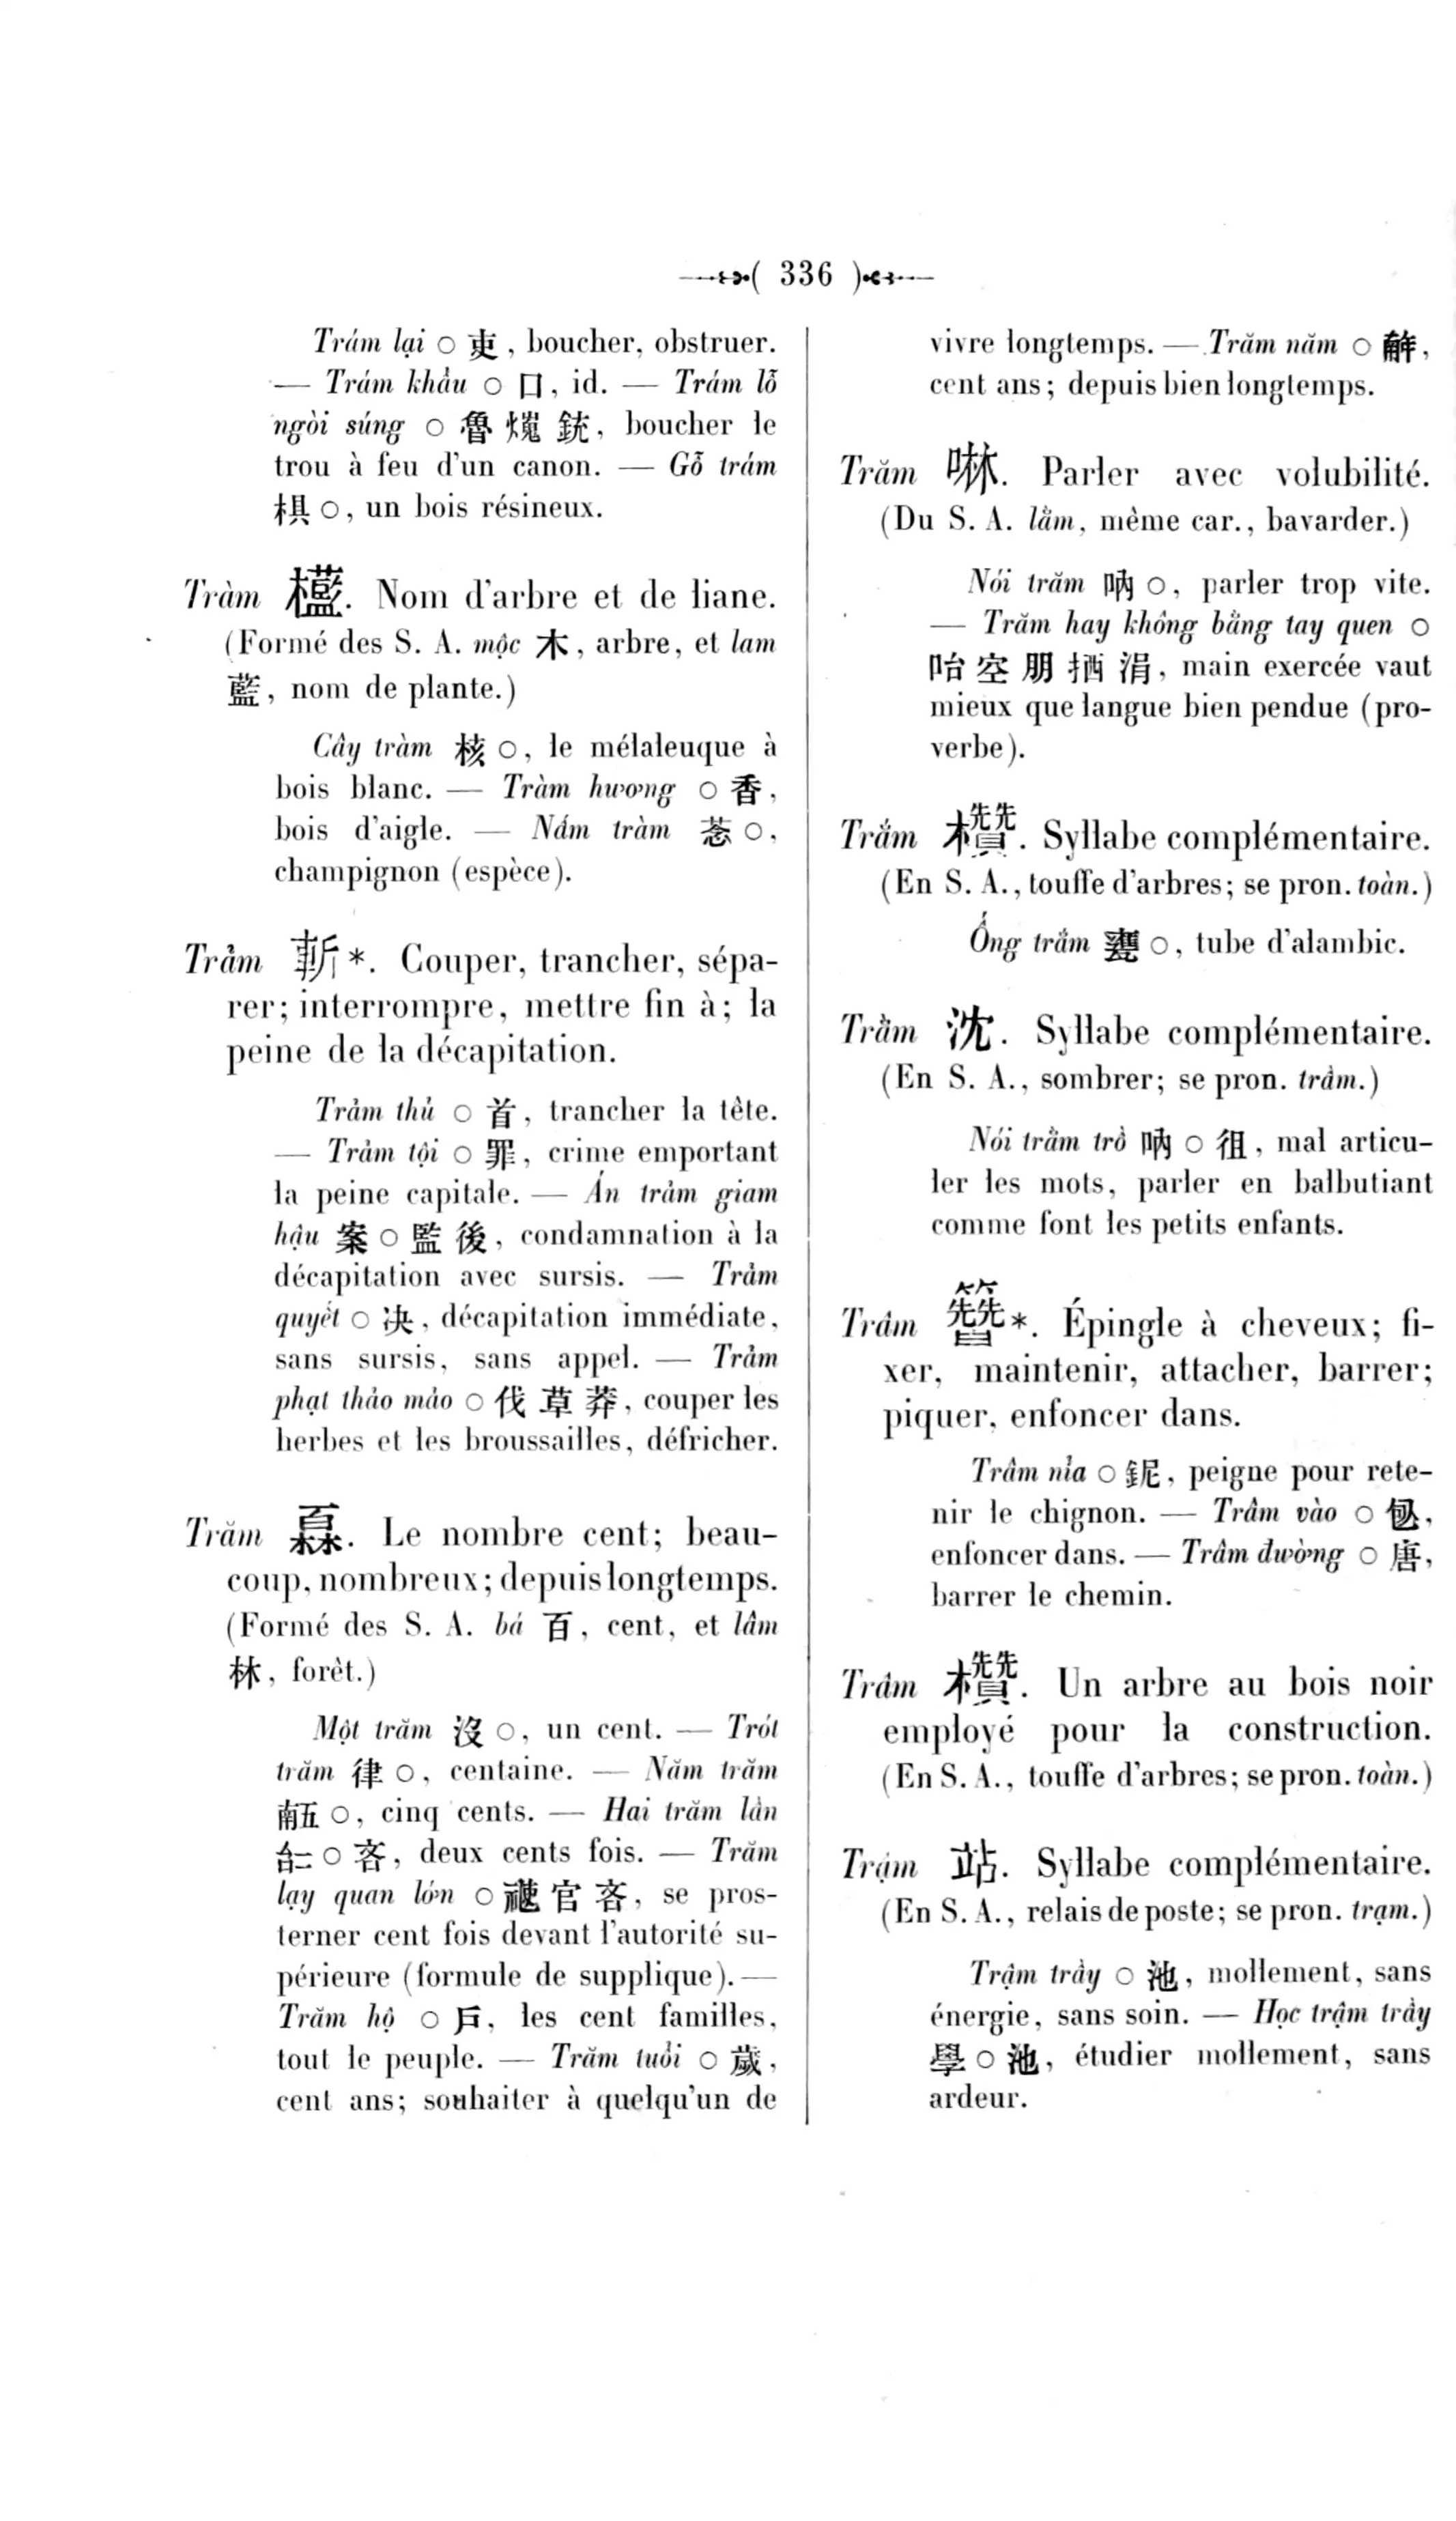 ( 336 )
Trám lại ○ 吏, boucher, obstruer.
— Trám khẩu ○ 口, id. — Trám lỗ
ngòi súng ○ 魯 熣 銃, boucher le
trou à feu d'un canon. — Gỗ trám
椇 ○, un bois résineux.
Tràm 㰖. Nom d'arbre et de liane.
(Formé des S. A. mộc 木, arbre, et lam
藍, nom de plante.)
Cây tràm 核 ○, le mélaleuque à
bois blanc. — Tràm hương ○ 香,
bois d'aigle. — Nấm tràm ○,
champignon (espèce).
Trảm 斬*. Couper, trancher, sépa-
rer; interrompre, mettre fin à; la
peine de la décapitation.
Trảm thủ ○ 首, trancher la tête.
— Trảm tội ○ 罪, crime emportant
la peine capitale. — Án trảm giam
hậu 案 ○ 監 後, condamnation à la
décapitation avec sursis. — Trảm
quyết ○ 决, décapitation immédiate,
sans sursis, sans appel. — Trảm
phạt thảo mảo ○ 伐 草 莽, couper les
herbes et les broussailles, défricher.
Trăm 𤾓. Le nombre cent; beau-
coup, nombreux; depuis longtemps.
(Formé des S. A. bá 百, cent, et lâm
林, forêt.)
Một trăm 沒 ○, un cent. — Trót
trăm 律 ○, centaine. — Năm trăm
𠄼 ○, cinq cents. — Hai trăm lần
𠄩 ○ 吝, deux cents fois. — Trăm
lạy quan lớn ○ 官 吝, se pros-
terner cent fois devant l'autorité su-
périeure (formule de supplique). —
Trăm hộ ○ 戶, les cent familles,
tout le peuple. — Trăm tuổi ○ 歲,
cent ans; souhaiter à quelqu'un de
vivre longtemps. — Trăm năm ○ 𢆥,
cent ans; depuis bien longtemps.
Trăm 啉. Parler avec volubilité.
(Du S. A. lằm, même car., bavarder.)
Nói trăm 吶 ○, parler trop vite.
— Trăm hay không bằng tay quen ○
咍 空 朋 拪 涓, main exercée vaut
mieux que langue bien pendue (pro-
verbe).
Trắm 欑. Syllabe complémentaire.
(En S. A., touffe d'arbres; se pron. toàn.)
Ống trắm 甕 ○, tube d'alambic.
Trằm 沈. Syllabe complémentaire.
(En S. A., sombrer; se pron. trầm.)
Nói trằm trồ 吶 ○ 徂, mal articu-
ler les mots, parler en balbutiant
comme font les petits enfants.
Trâm 簪*. Épingle à cheveux; fi-
xer, maintenir, attacher, barrer;
piquer, enfoncer dans.
Trâm nỉa ○ 鈮, peigne pour rete-
nir le chignon. — Trâm vào ○,
enfoncer dans. — Trâm đường ○ 唐,
barrer le chemin.
Trâm 欑. Un arbre au bois noir
employé pour la construction.
(En S. A., touffe d'arbres; se pron. toàn.)
Trậm 站. Syllabe complémentaire.
(En S. A., relais de poste; se pron. trạm.)
Trậm trầy ○ 池, mollement, sans
énergie, sans soin. — Học trậm trầy
學 ○ 池, étudier mollement, sans
ardeur.